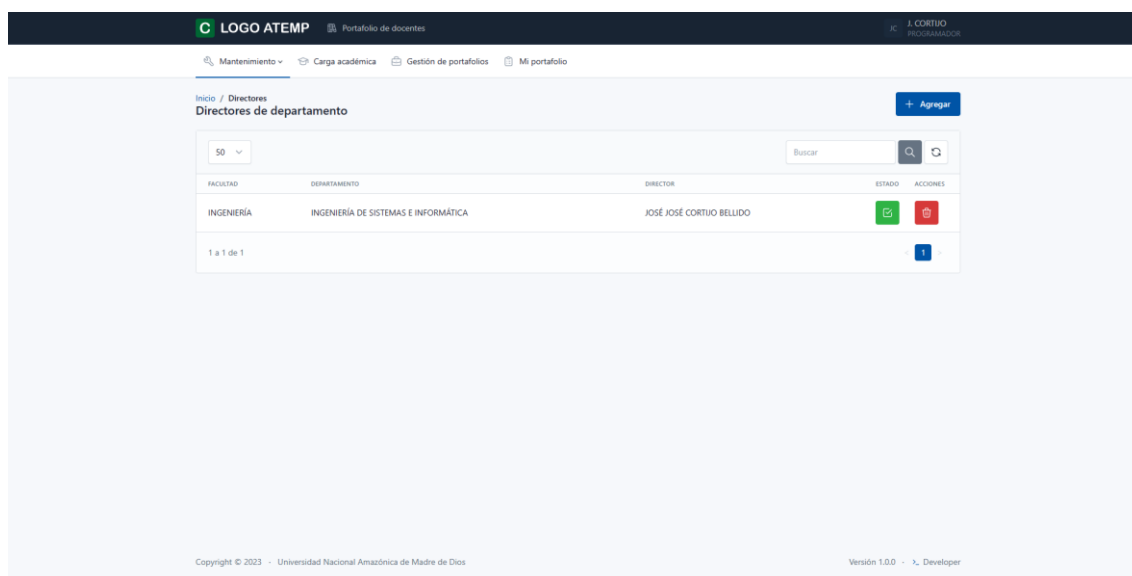 C LOGO ATEMP Portafolio de docentes JC J. CORTIJO
PROGRAMADOR
Mantenimiento Carga académica Gestión de portafolios Mi portafolio
Inicio / Directores
Directores de departamento
+ Agregar
50 Buscar
FACULTAD DEPARTAMENTO DIRECTOR ESTADO ACCIONES
INGENIERÍA INGENIERÍA DE SISTEMAS E INFORMÁTICA JOSÉ JOSÉ CORTIJO BELLIDO
1 a 1 de 1 < 1 >
Copyright © 2023 · Universidad Nacional Amazónica de Madre de Dios Versión 1.0.0 · Developer